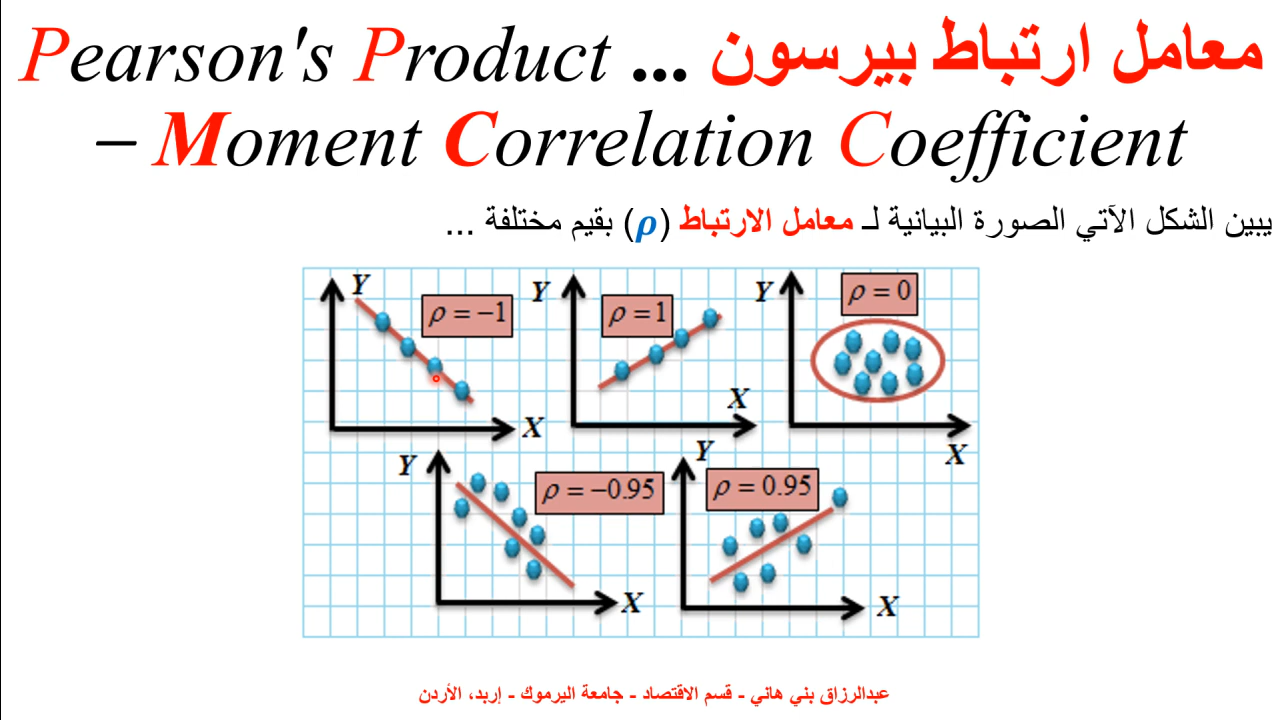 معامل ارتباط بيرسون ... Pearson's Product
– Moment Correlation Coefficient
يبين الشكل الآتي الصورة البيانية لـ معامل الارتباط (ρ) بقيم مختلفة ...
Y
ρ = −1
X
Y
ρ = 1
X
Y
ρ = 0
X
Y
ρ = −0.95
X
Y
ρ = 0.95
X
عبدالرزاق بني هاني - قسم الاقتصاد - جامعة اليرموك - إربد، الأردن